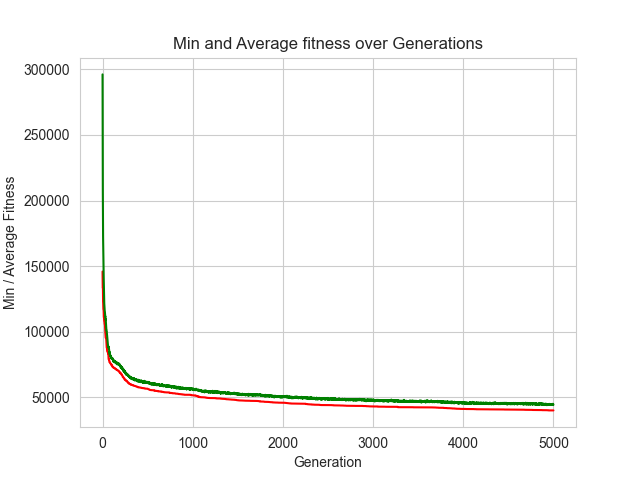 Min and Average fitness over Generations
300000
250000
200000
150000
100000
50000
Min / Average Fitness
0 1000 2000 3000 4000 5000
Generation